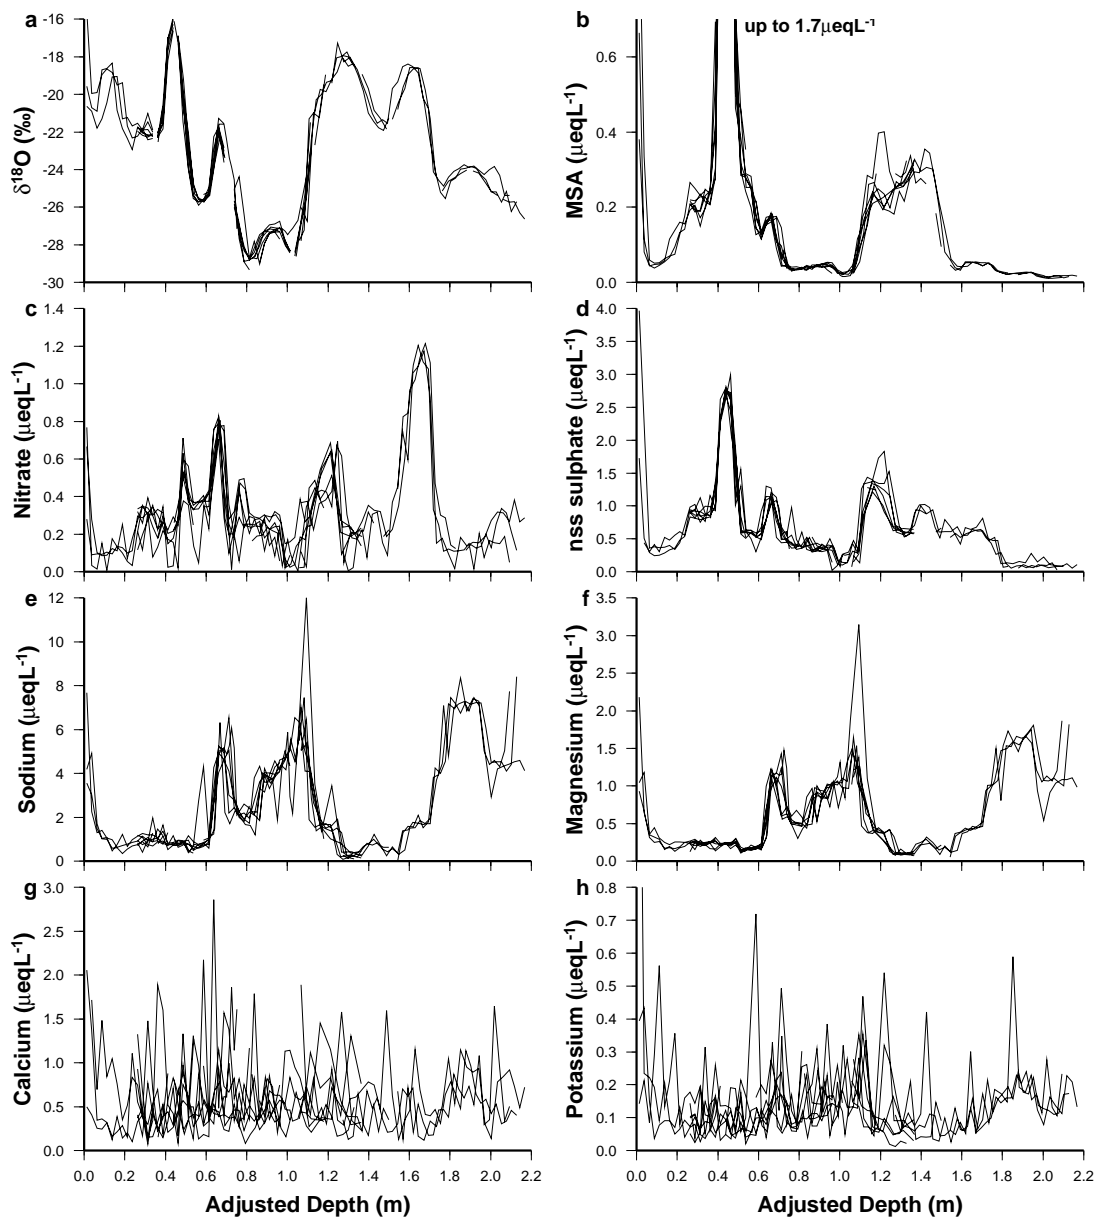 a
-16
-18
-20
-22
-24
-26
-28
-30
δ¹⁸O (‰)
b
up to 1.7μeqL⁻¹
0.6
0.4
0.2
0.0
MSA (μeqL⁻¹)
c
1.4
1.2
1.0
0.8
0.6
0.4
0.2
0.0
Nitrate (μeqL⁻¹)
d
4.0
3.5
3.0
2.5
2.0
1.5
1.0
0.5
0.0
nss sulphate (μeqL⁻¹)
e
12
10
8
6
4
2
0
Sodium (μeqL⁻¹)
f
3.5
3.0
2.5
2.0
1.5
1.0
0.5
0.0
Magnesium (μeqL⁻¹)
g
3.0
2.5
2.0
1.5
1.0
0.5
0.0
Calcium (μeqL⁻¹)
0.0 0.2 0.4 0.6 0.8 1.0 1.2 1.4 1.6 1.8 2.0 2.2
Adjusted Depth (m)
h
0.8
0.7
0.6
0.5
0.4
0.3
0.2
0.1
0.0
Potassium (μeqL⁻¹)
0.0 0.2 0.4 0.6 0.8 1.0 1.2 1.4 1.6 1.8 2.0 2.2
Adjusted Depth (m)